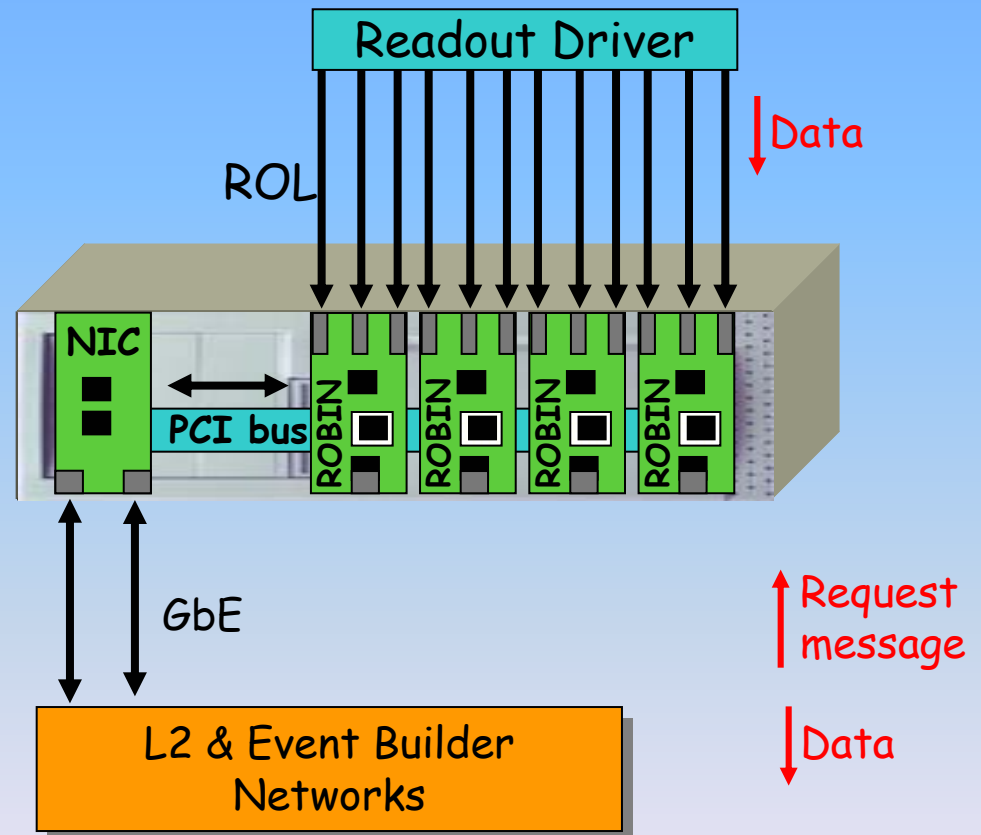 Readout Driver
Data
ROL
NIC
PCI bus
ROBIN
ROBIN
ROBIN
ROBIN
GbE
Request
message
L2 & Event Builder
Networks
Data